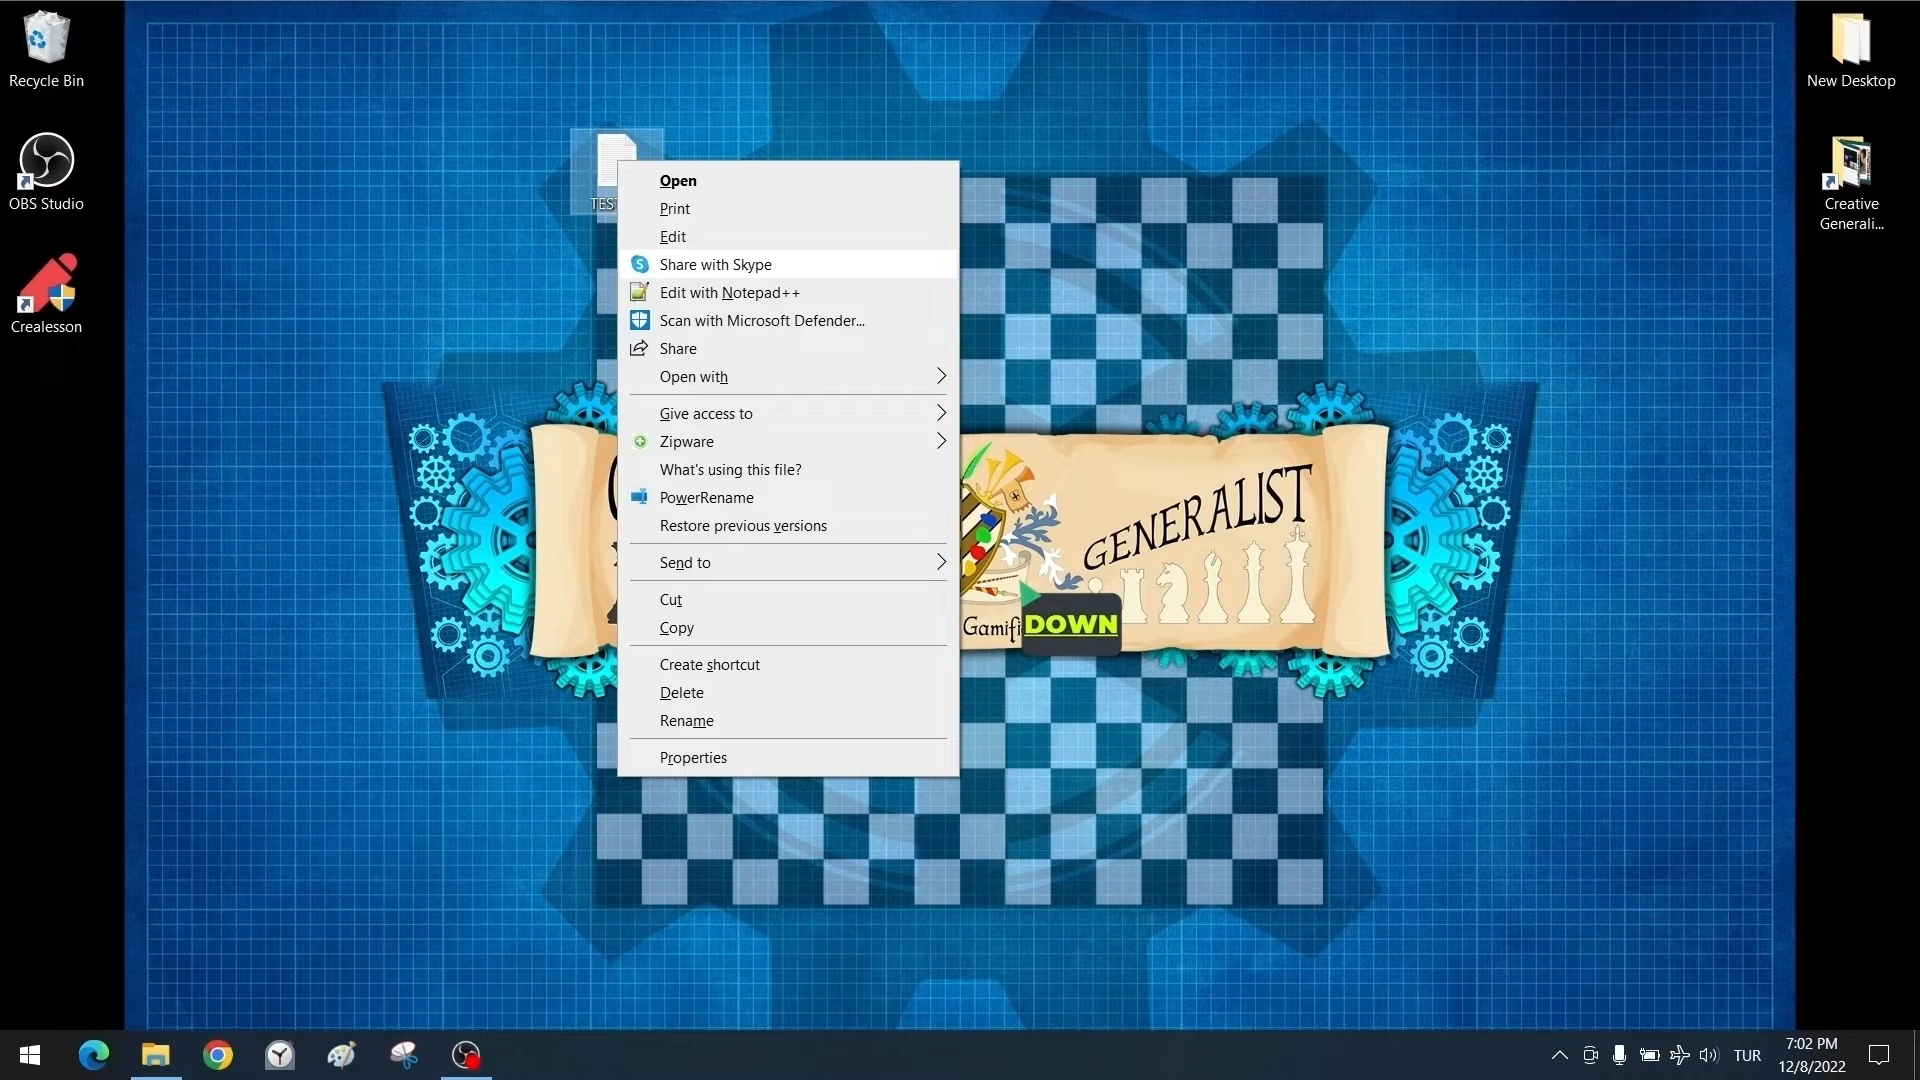 Recycle Bin
OBS Studio
Crealesson
New Desktop
Creative
Generali...
Open
Print
Edit
Share with Skype
Edit with Notepad++
Scan with Microsoft Defender...
Share
Open with
Give access to
Zipware
What's using this file?
PowerRename
Restore previous versions
Send to
Cut
Copy
Create shortcut
Delete
Rename
Properties
GENERALIST
DOWN
TUR
7:02 PM
12/8/2022